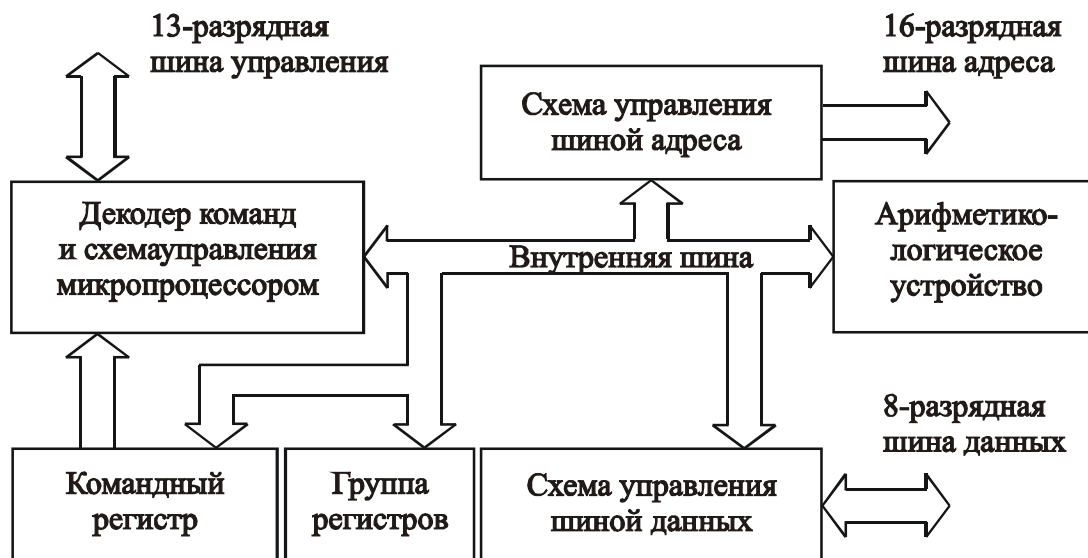 13-разрядная
шина управления
16-разрядная
шина адреса
Схема управления
шиной адреса
Декодер команд
и схемауправления
микропроцессором
Внутренняя шина
Арифметико-
логическое
устройство
8-разрядная
шина данных
Командный
регистр
Группа
регистров
Схема управления
шиной данных